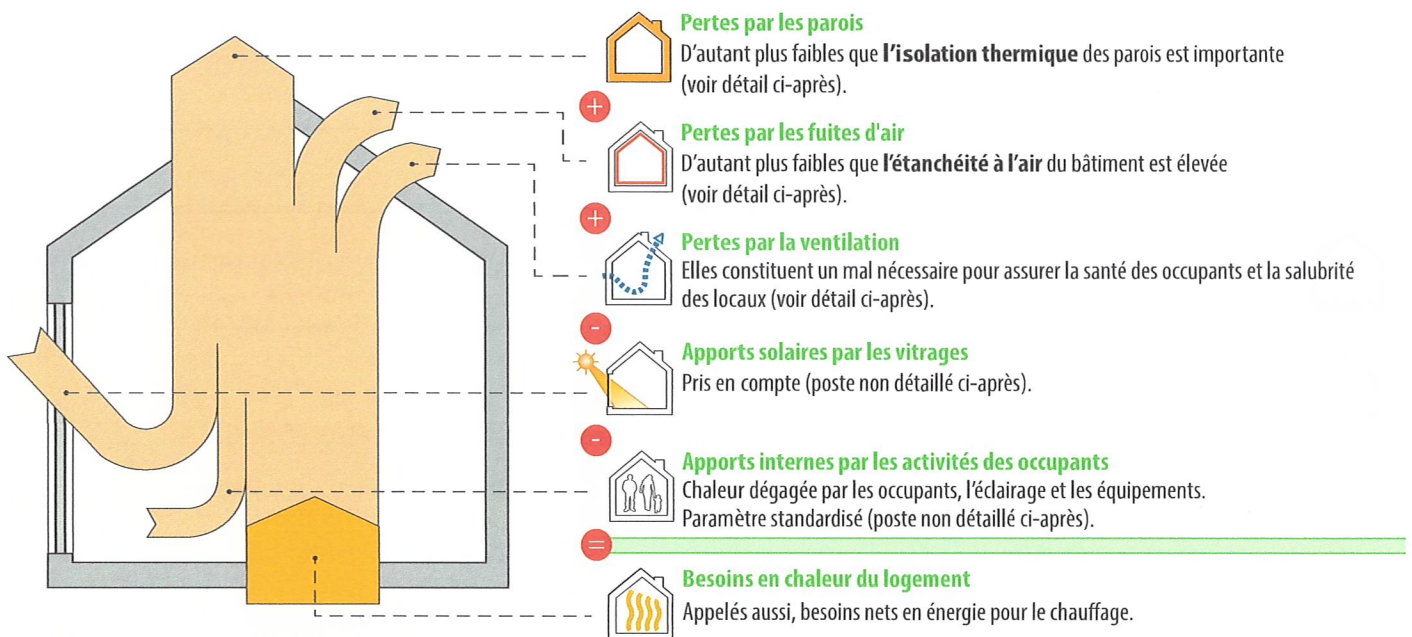 Pertes par les parois
D'autant plus faibles que l'isolation thermique des parois est importante
(voir détail ci-après).
+
Pertes par les fuites d'air
D'autant plus faibles que l'étanchéité à l'air du bâtiment est élevée
(voir détail ci-après).
+
Pertes par la ventilation
Elles constituent un mal nécessaire pour assurer la santé des occupants et la salubrité
des locaux (voir détail ci-après).
-
Apports solaires par les vitrages
Pris en compte (poste non détaillé ci-après).
-
Apports internes par les activités des occupants
Chaleur dégagée par les occupants, l'éclairage et les équipements.
Paramètre standardisé (poste non détaillé ci-après).
=
Besoins en chaleur du logement
Appelés aussi, besoins nets en énergie pour le chauffage.